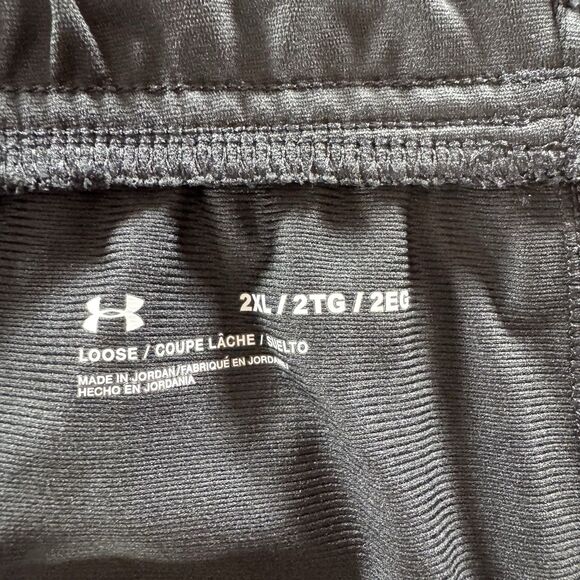 2XL / 2TG / 2EG
LOOSE / COUPE LÂCHE / SUELTO
MADE IN JORDAN/FABRIQUÉ EN JORDANIE
HECHO EN JORDANIA